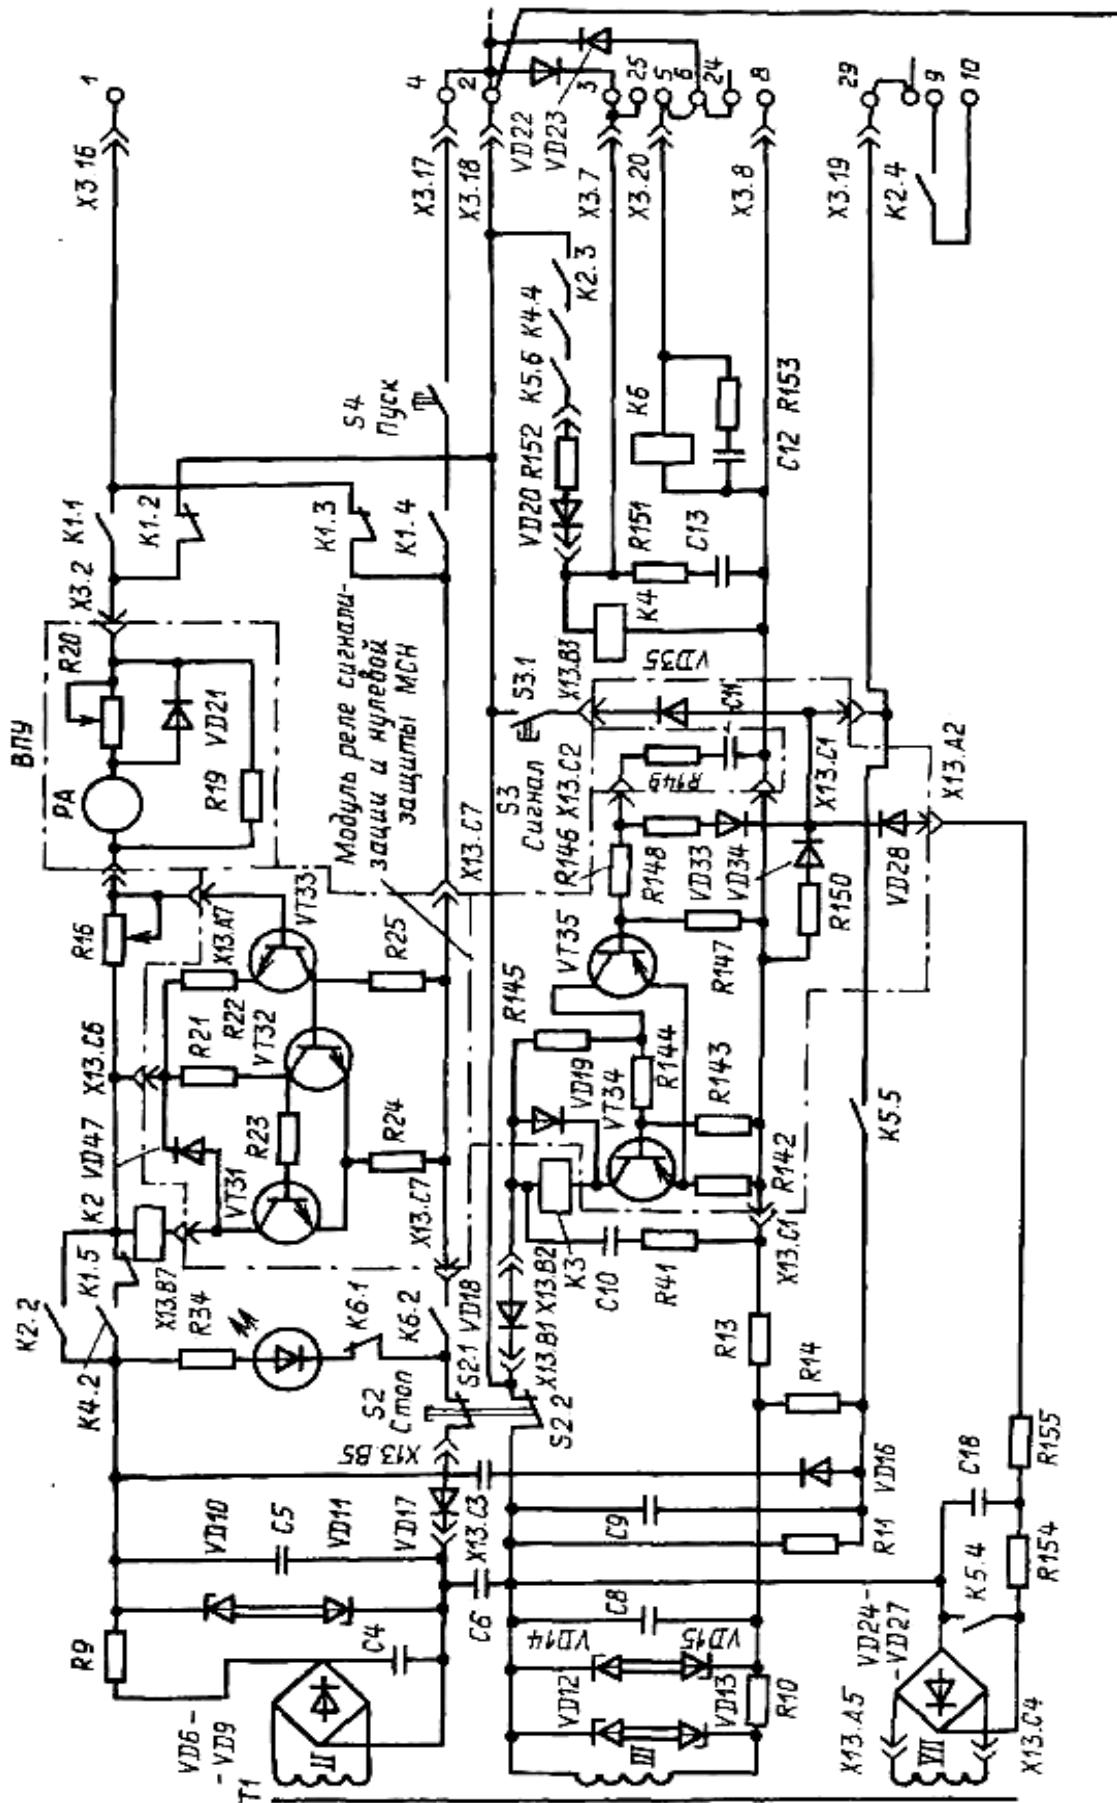 1
X3.16
4
2
X3.17
X3.18
VD22
VD23
3
25
5
6
24
8
X3.7
X3.20
X3.8
29
9
10
X3.19
K2.4
K2.3
K4.4
K5.6
R152
VD20
S4
Пуск
K6
R153
C12
K1.1
K1.2
K1.3
K1.4
R151
C13
K4
X3.2
ВПУ
R20
PA
VD21
R19
Модуль реле сигнали-
зации и нулевой
защиты МСН
VD35
S3.1
X13.B3
S3
Сигнал
C11
R149
X13.C2
X13.C1
X13.A2
X13.C7
R146
R148
VD33
VD34
VD28
R150
R147
VT35
R16
X13.A7
VT33
R25
R22
R21
VT32
X13.C6
VD47
K2
R23
VT31
R24
R145
VD19
VT34
R144
R143
R142
X13.C7
K5.5
K2.2
K1.5
X13.B7
R34
K4.2
K6.1
K6.2
VD18
X13.B2
X13.B1
K3
C10
R41
X13.C1
S2
Стоп
S2.1
S2.2
X13.B5
R13
R14
VD10
C5
VD11
VD17
X13.C3
C9
VD16
R11
C18
R155
R154
K5.4
R9
C4
C6
C8
VD14
VD15
VD12
VD13
R10
VD6 -
- VD9
T1
II
III
VII
VD24-
-VD27
X13.A5
X13.C4